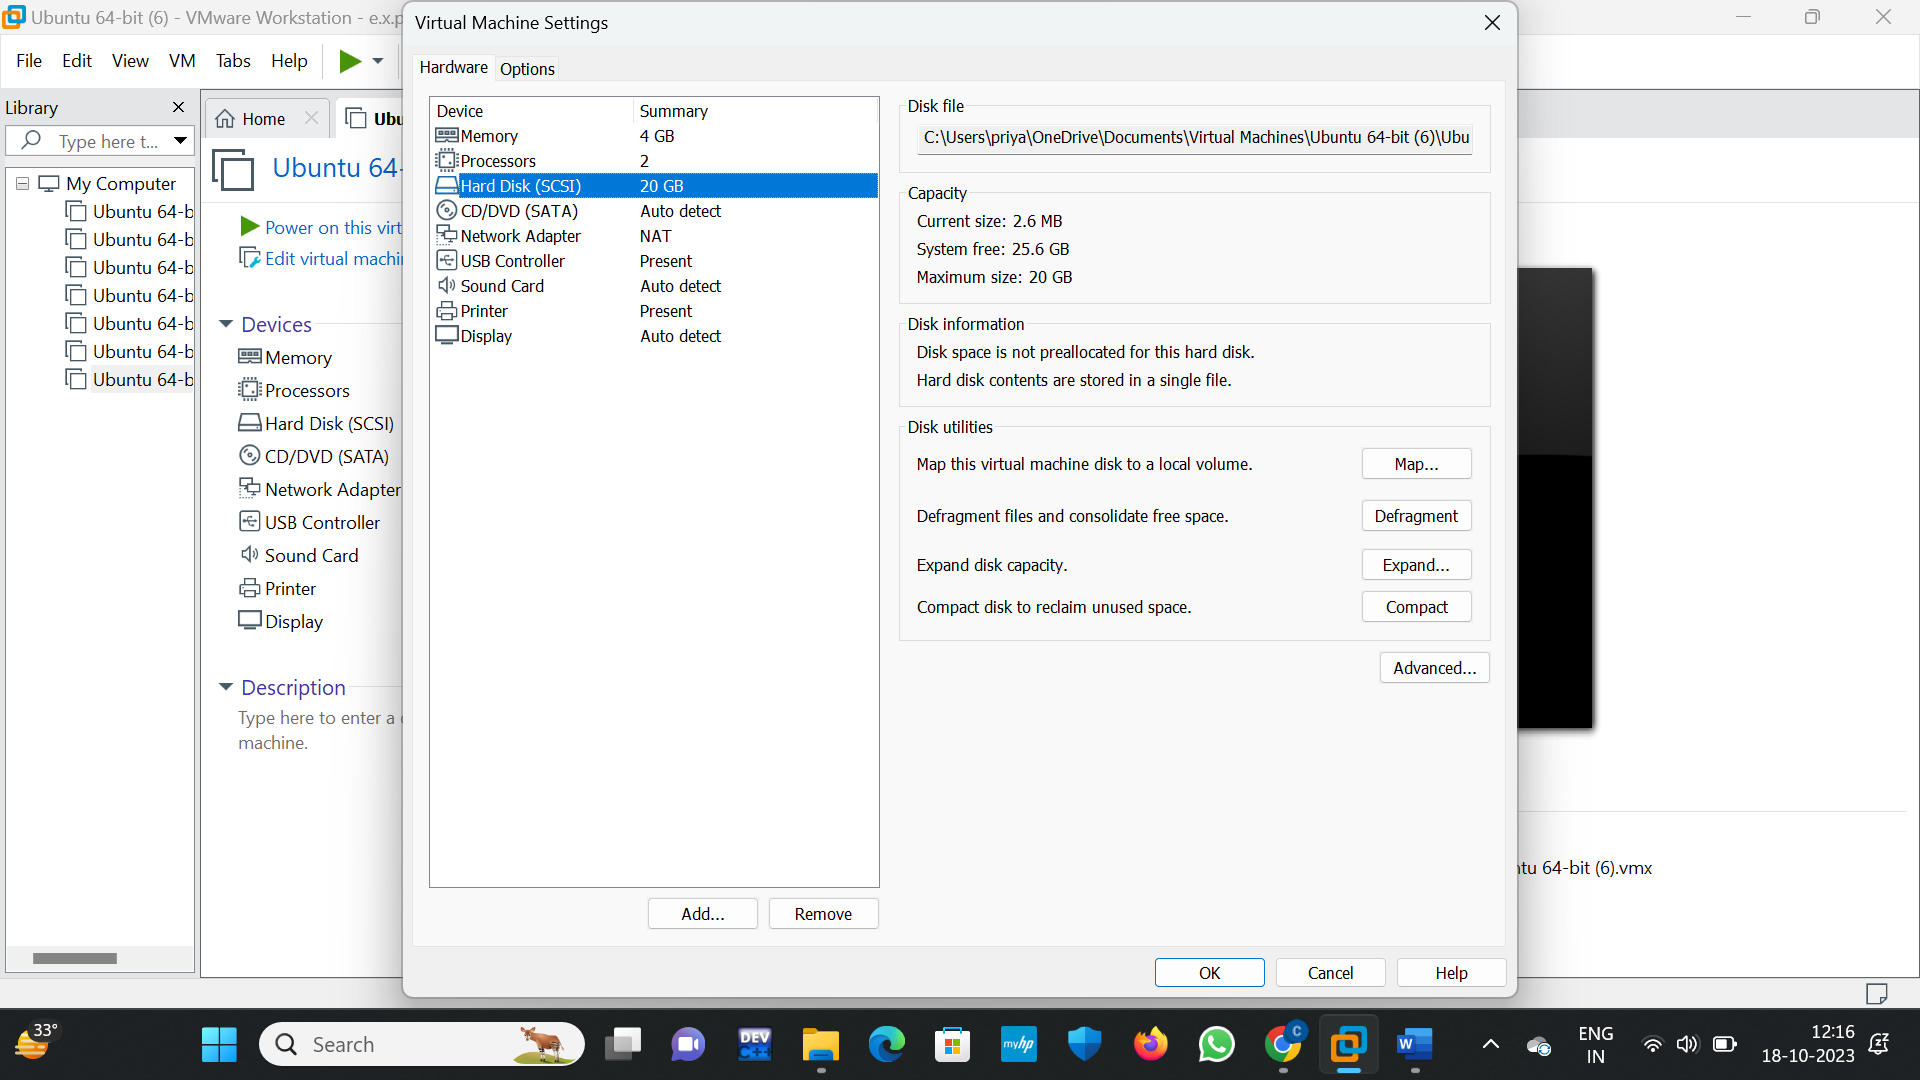 Ubuntu 64-bit (6) - VMware Workstation - e.x.p
File Edit View VM Tabs Help
Library
Type here t...
My Computer
Ubuntu 64-b
Ubuntu 64-b
Ubuntu 64-b
Ubuntu 64-b
Ubuntu 64-b
Ubuntu 64-b
Ubuntu 64-b
Home
Ubu
Ubuntu 64-
Power on this virt
Edit virtual machi
Devices
Memory
Processors
Hard Disk (SCSI)
CD/DVD (SATA)
Network Adapter
USB Controller
Sound Card
Printer
Display
Description
Type here to enter a
machine.
Virtual Machine Settings
Hardware Options
Device Summary
Memory 4 GB
Processors 2
Hard Disk (SCSI) 20 GB
CD/DVD (SATA) Auto detect
Network Adapter NAT
USB Controller Present
Sound Card Auto detect
Printer Present
Display Auto detect
Add... Remove
Disk file
C:\Users\priya\OneDrive\Documents\Virtual Machines\Ubuntu 64-bit (6)\Ubu
Capacity
Current size: 2.6 MB
System free: 25.6 GB
Maximum size: 20 GB
Disk information
Disk space is not preallocated for this hard disk.
Hard disk contents are stored in a single file.
Disk utilities
Map this virtual machine disk to a local volume. Map...
Defragment files and consolidate free space. Defragment
Expand disk capacity. Expand...
Compact disk to reclaim unused space. Compact
Advanced...
OK Cancel Help
ntu 64-bit (6).vmx
33°
Search
DEV
C++
myhp
C
W
ENG
IN
12:16
18-10-2023